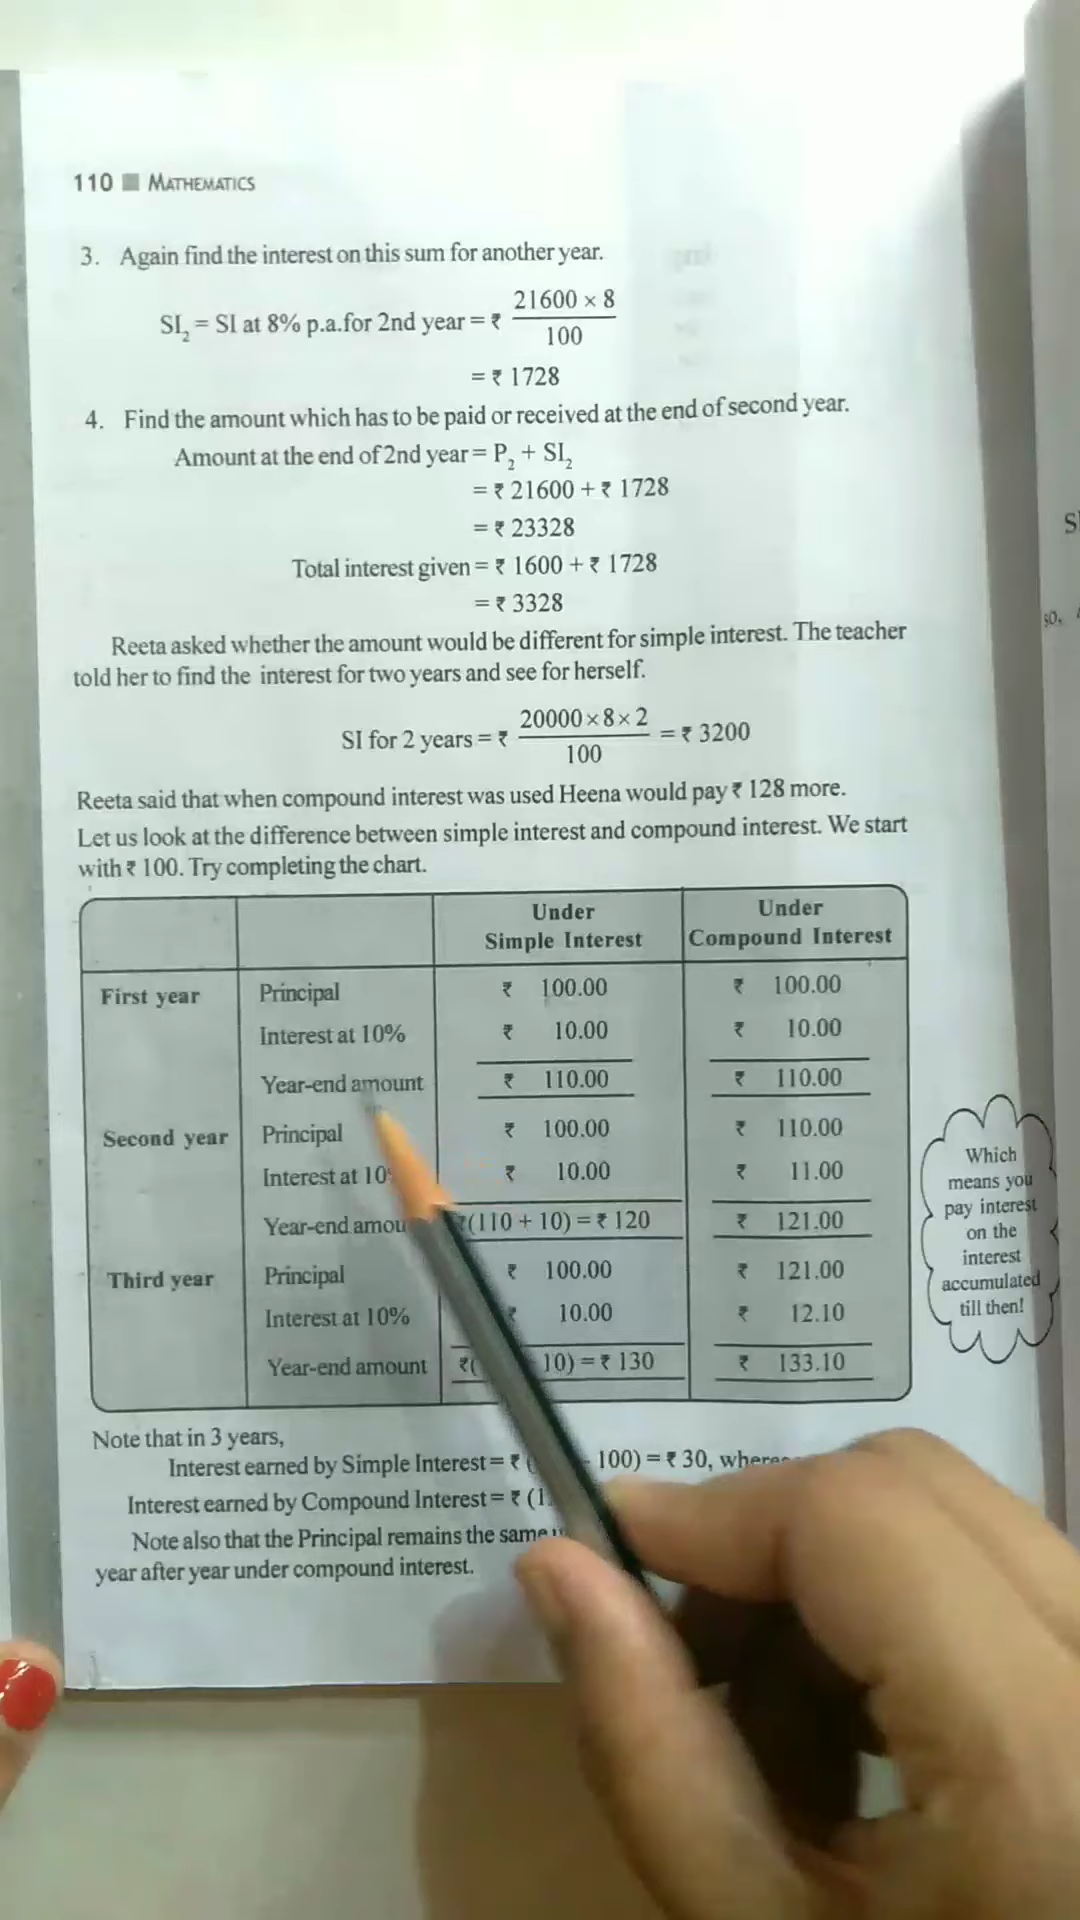 110 ■ MATHEMATICS
3. Again find the interest on this sum for another year.
SI₂ = SI at 8% p.a.for 2nd year = ₹ 21600 × 8 / 100
= ₹ 1728
4. Find the amount which has to be paid or received at the end of second year.
Amount at the end of 2nd year = P₂ + SI₂
= ₹ 21600 + ₹ 1728
= ₹ 23328
Total interest given = ₹ 1600 + ₹ 1728
= ₹ 3328
Reeta asked whether the amount would be different for simple interest. The teacher
told her to find the interest for two years and see for herself.
SI for 2 years = ₹ 20000 × 8 × 2 / 100 = ₹ 3200
Reeta said that when compound interest was used Heena would pay ₹ 128 more.
Let us look at the difference between simple interest and compound interest. We start
with ₹ 100. Try completing the chart.
Under Under
Simple Interest Compound Interest
First year Principal ₹ 100.00 ₹ 100.00
Interest at 10% ₹ 10.00 ₹ 10.00
Year-end amount ₹ 110.00 ₹ 110.00
Second year Principal ₹ 100.00 ₹ 110.00
Interest at 10 ₹ 10.00 ₹ 11.00
Year-end ₹(110 + 10) = ₹ 120 ₹ 121.00
Third year Principal ₹ 100.00 ₹ 121.00
Interest at 10% ₹ 10.00 ₹ 12.10
Year-end amount ₹( 10) = ₹ 130 ₹ 133.10
Which
means you
pay interest
on the
interest
accumulated
till then!
Note that in 3 years,
Interest earned by Simple Interest = ₹ ( - 100) = ₹ 30,
Interest earned by Compound Interest = ₹ (1
Note also that the Principal remains the same
year after year under compound interest.